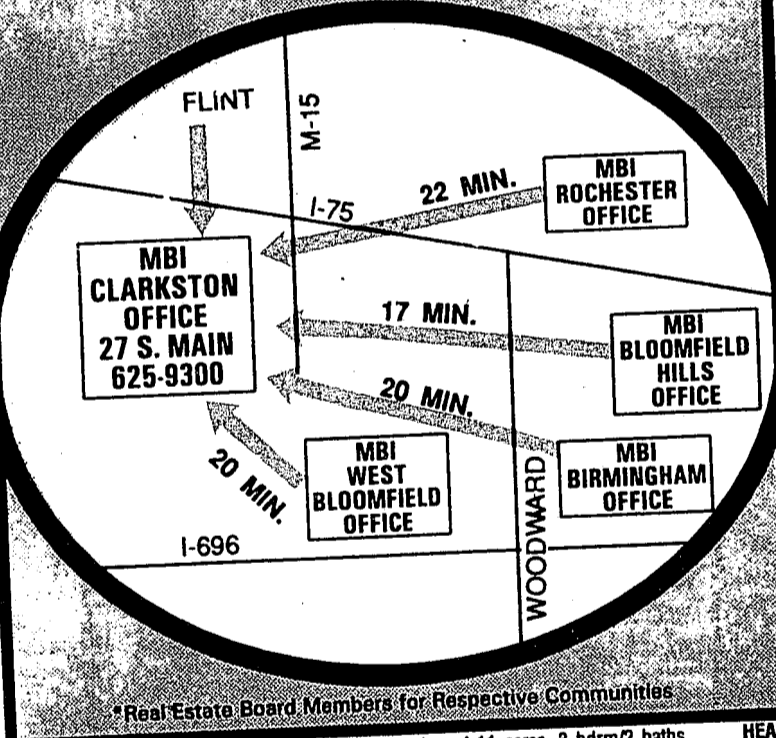 FLINT
M-15
22 MIN.
MBI
ROCHESTER
OFFICE
I-75
MBI
CLARKSTON
OFFICE
27 S. MAIN
625-9300
17 MIN.
MBI
BLOOMFIELD
HILLS
OFFICE
20 MIN.
MBI
BIRMINGHAM
OFFICE
20 MIN.
MBI
WEST
BLOOMFIELD
OFFICE
WOODWARD
I-696
*Real Estate Board Members for Respective Communities
baths
HEA